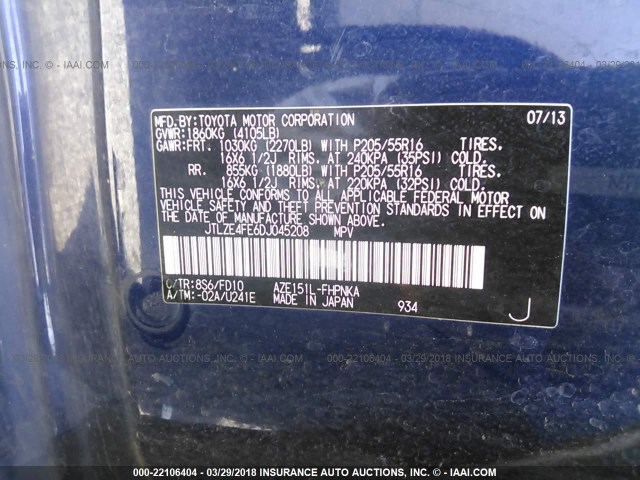 MFD.BY:TOYOTA MOTOR CORPORATION 07/13
GVWR:1860KG (4105LB)
GAWR:FRT. 1030KG (2270LB) WITH P205/55R16 TIRES.
16X6 1/2J RIMS. AT 240KPA (35PSI) COLD.
RR. 855KG (1880LB) WITH P205/55R16 TIRES.
16X6 1/2J RIMS. AT 220KPA (32PSI) COLD.
THIS VEHICLE CONFORMS TO ALL APPLICABLE FEDERAL MOTOR
VEHICLE SAFETY AND THEFT PREVENTION STANDARDS IN EFFECT ON
THE DATE OF MANUFACTURE SHOWN ABOVE.
JTLZE4FE6DJ045208 MPV
C/TR:8S6/FD10 AZE151L-FHPNKA
A/TM:-02A/U241E MADE IN JAPAN 934 J
000-22106404 - 03/29/2018 INSURANCE AUTO AUCTIONS - WWW.IAAI.COM